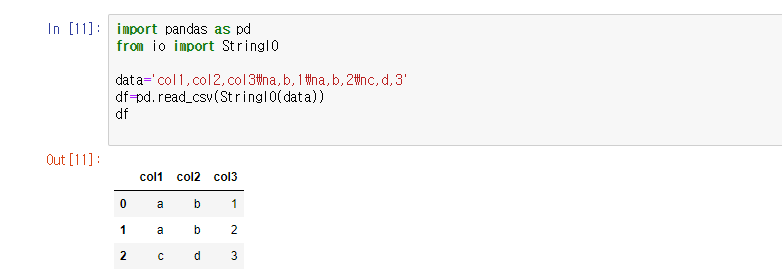 In [11]:
import pandas as pd
from io import StringIO
data='col1,col2,col3₩na,b,1₩na,b,2₩nc,d,3'
df=pd.read_csv(StringIO(data))
df
Out[11]:
col1 col2 col3
0 a b 1
1 a b 2
2 c d 3